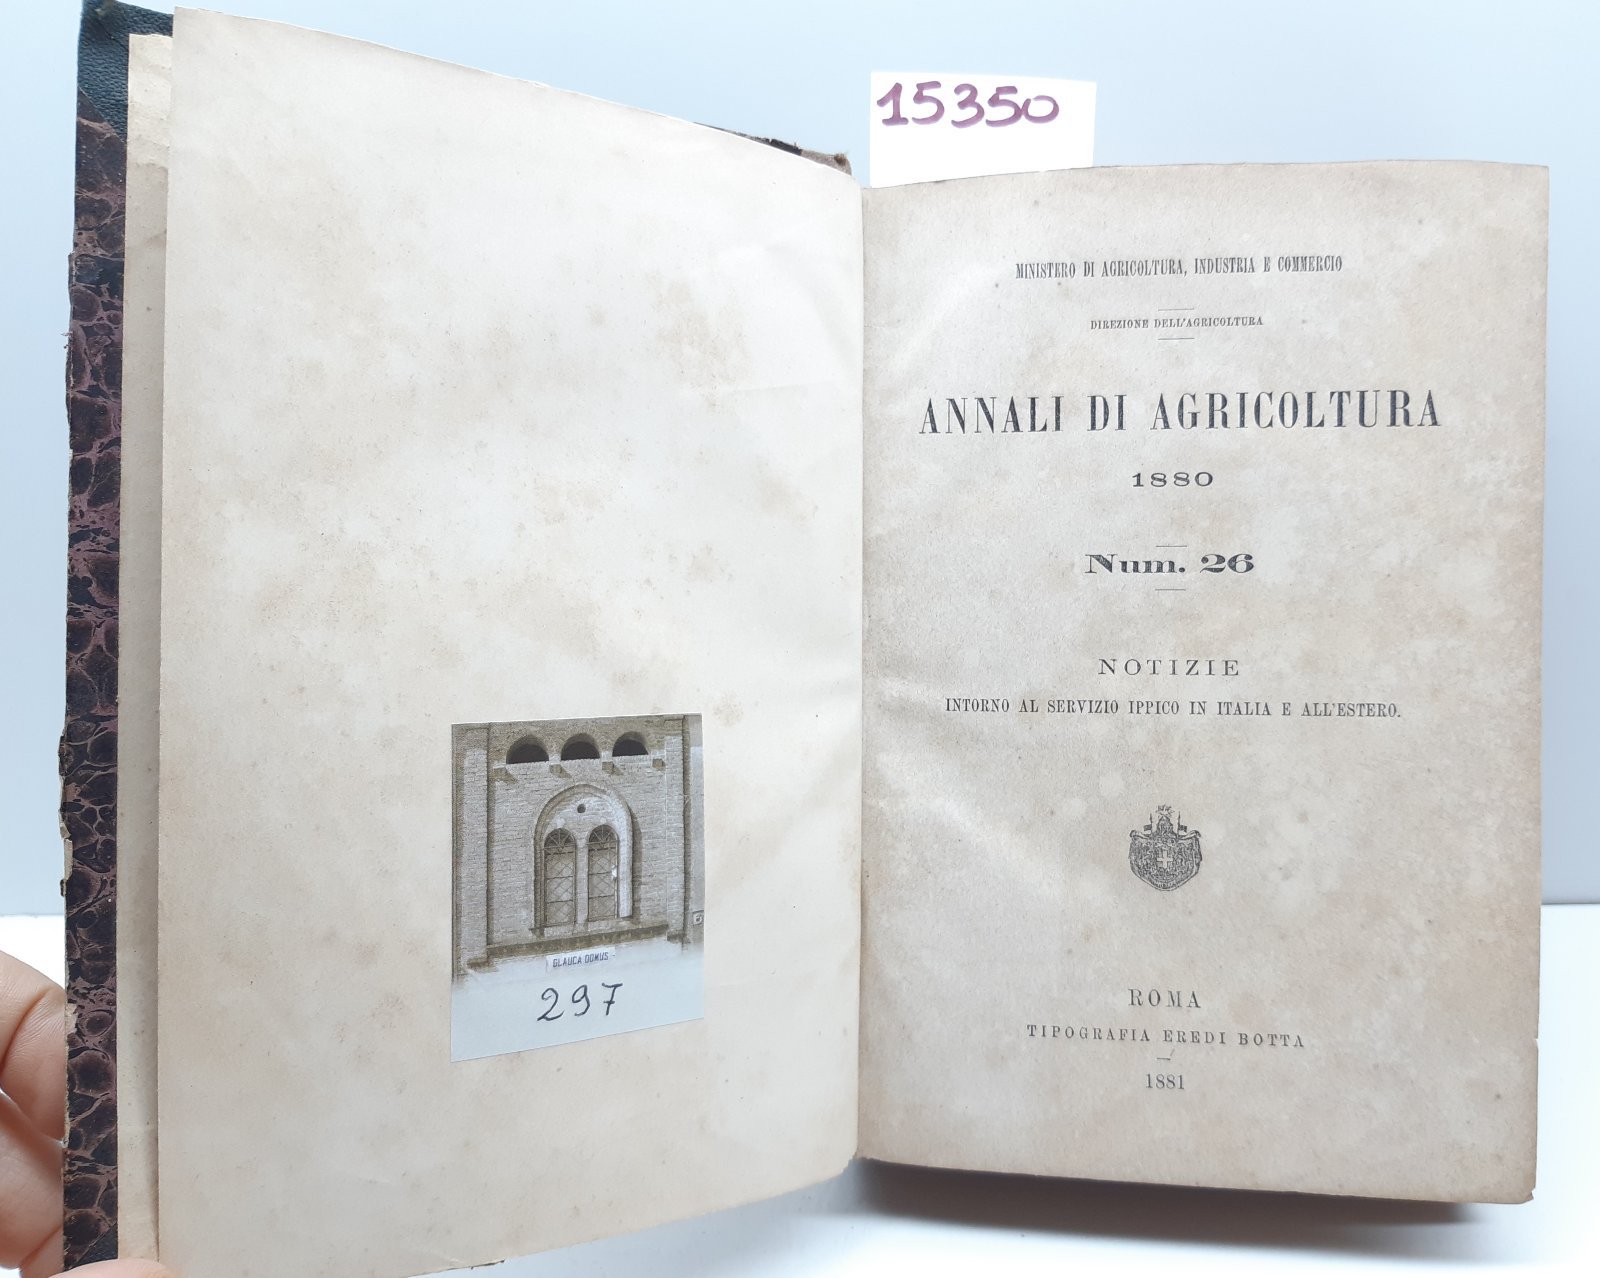 15350
MINISTERO DI AGRICOLTURA, INDUSTRIA E COMMERCIO
DIREZIONE DELL'AGRICOLTURA
ANNALI DI AGRICOLTURA
1880
Num. 26
NOTIZIE
INTORNO AL SERVIZIO IPPICO IN ITALIA E ALL'ESTERO.
ROMA
TIPOGRAFIA EREDI BOTTA
1881
GLAUCA DOMUS
297